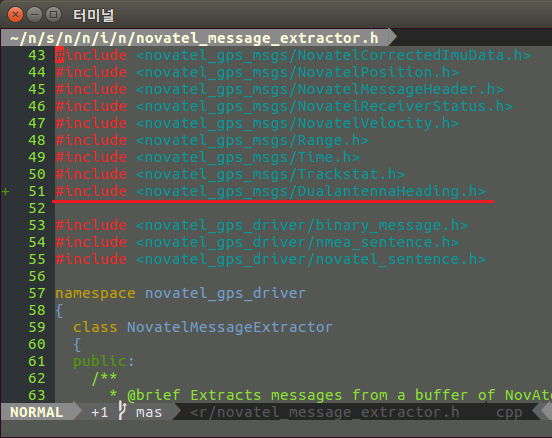 터미널
~/n/s/n/n/i/n/novatel_message_extractor.h
43 #include <novatel_gps_msgs/NovatelCorrectedImuData.h>
44 #include <novatel_gps_msgs/NovatelPosition.h>
45 #include <novatel_gps_msgs/NovatelMessageHeader.h>
46 #include <novatel_gps_msgs/NovatelReceiverStatus.h>
47 #include <novatel_gps_msgs/NovatelVelocity.h>
48 #include <novatel_gps_msgs/Range.h>
49 #include <novatel_gps_msgs/Time.h>
50 #include <novatel_gps_msgs/Trackstat.h>
+ 51 #include <novatel_gps_msgs/DualantennaHeading.h>
52
53 #include <novatel_gps_driver/binary_message.h>
54 #include <novatel_gps_driver/nmea_sentence.h>
55 #include <novatel_gps_driver/novatel_sentence.h>
56
57 namespace novatel_gps_driver
58 {
59   class NovatelMessageExtractor
60   {
61   public:
62     /**
63      * @brief Extracts messages from a buffer of NovAte
NORMAL +1 mas <r/novatel_message_extractor.h cpp